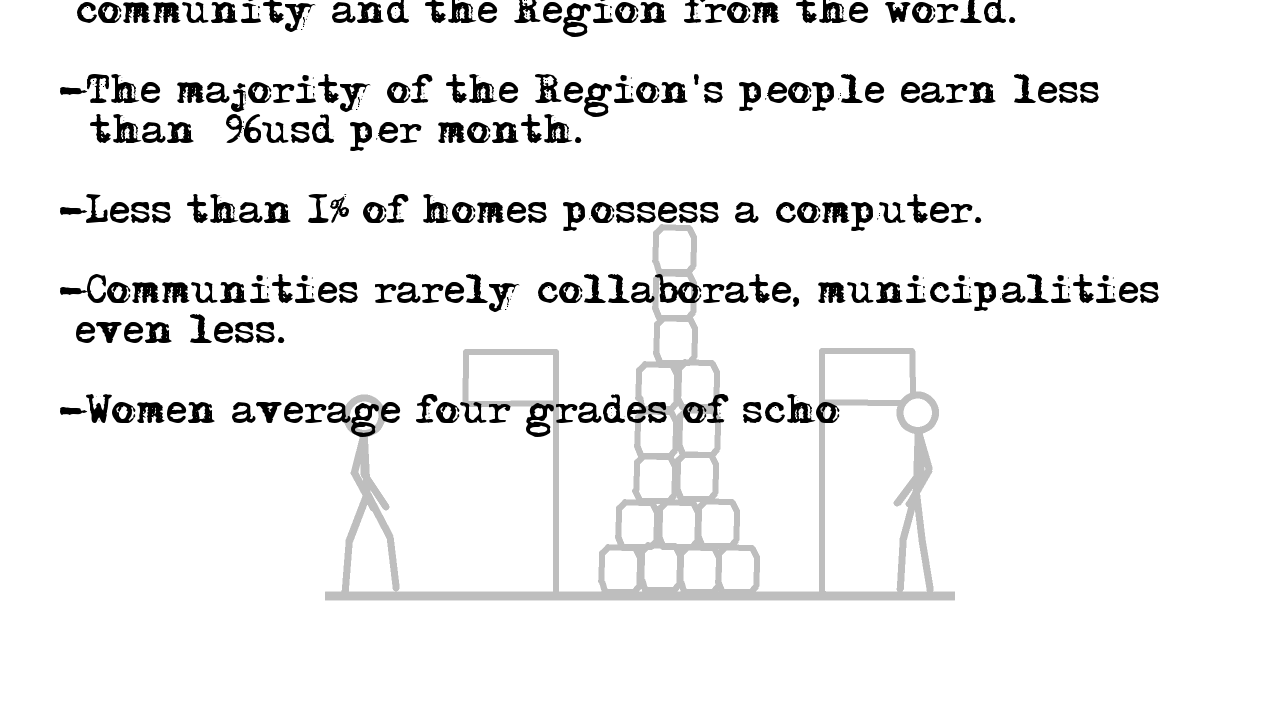 community and the Region from the world.
-The majority of the Region's people earn less
than 96usd per month.
-Less than 1% of homes possess a computer.
-Communities rarely collaborate, municipalities
even less.
-Women average four grades of scho